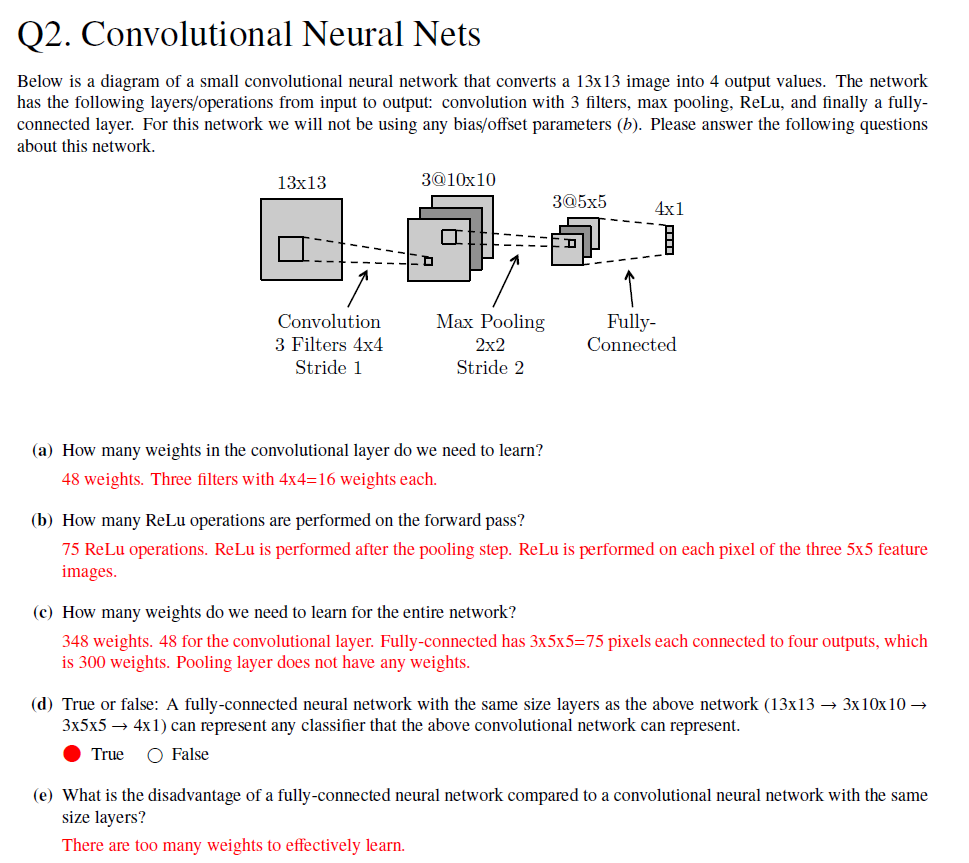 Q2. Convolutional Neural Nets
Below is a diagram of a small convolutional neural network that converts a 13x13 image into 4 output values. The network
has the following layers/operations from input to output: convolution with 3 filters, max pooling, ReLu, and finally a fully-
connected layer. For this network we will not be using any bias/offset parameters (b). Please answer the following questions
about this network.
13x13
3@10x10
3@5x5
4x1
Convolution
3 Filters 4x4
Stride 1
Max Pooling
2x2
Stride 2
Fully-
Connected
(a) How many weights in the convolutional layer do we need to learn?
48 weights. Three filters with 4x4=16 weights each.
(b) How many ReLu operations are performed on the forward pass?
75 ReLu operations. ReLu is performed after the pooling step. ReLu is performed on each pixel of the three 5x5 feature
images.
(c) How many weights do we need to learn for the entire network?
348 weights. 48 for the convolutional layer. Fully-connected has 3x5x5=75 pixels each connected to four outputs, which
is 300 weights. Pooling layer does not have any weights.
(d) True or false: A fully-connected neural network with the same size layers as the above network (13x13 → 3x10x10 →
3x5x5 → 4x1) can represent any classifier that the above convolutional network can represent.
True False
(e) What is the disadvantage of a fully-connected neural network compared to a convolutional neural network with the same
size layers?
There are too many weights to effectively learn.